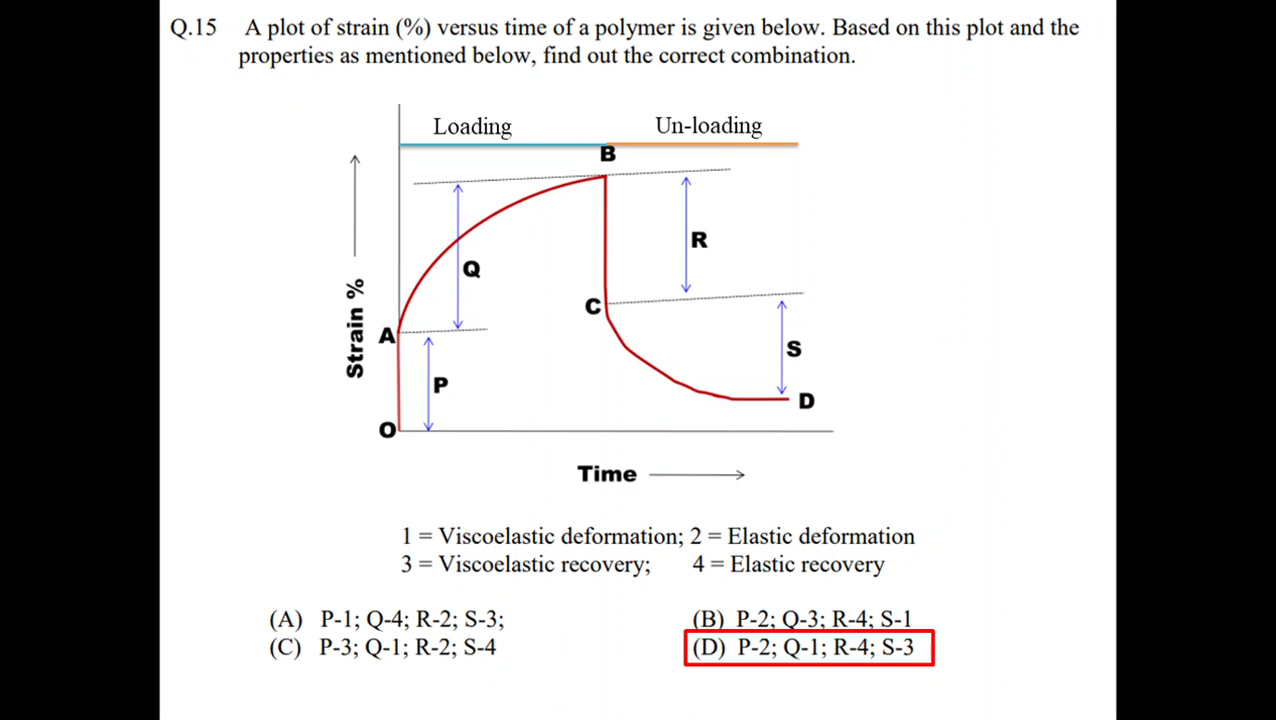 Q.15 A plot of strain (%) versus time of a polymer is given below. Based on this plot and the
properties as mentioned below, find out the correct combination.
Loading
Un-loading
B
R
Q
C
Strain %
A
S
P
D
O
Time
1 = Viscoelastic deformation; 2 = Elastic deformation
3 = Viscoelastic recovery; 4 = Elastic recovery
(A) P-1; Q-4; R-2; S-3;
(B) P-2; Q-3; R-4; S-1
(C) P-3; Q-1; R-2; S-4
(D) P-2; Q-1; R-4; S-3